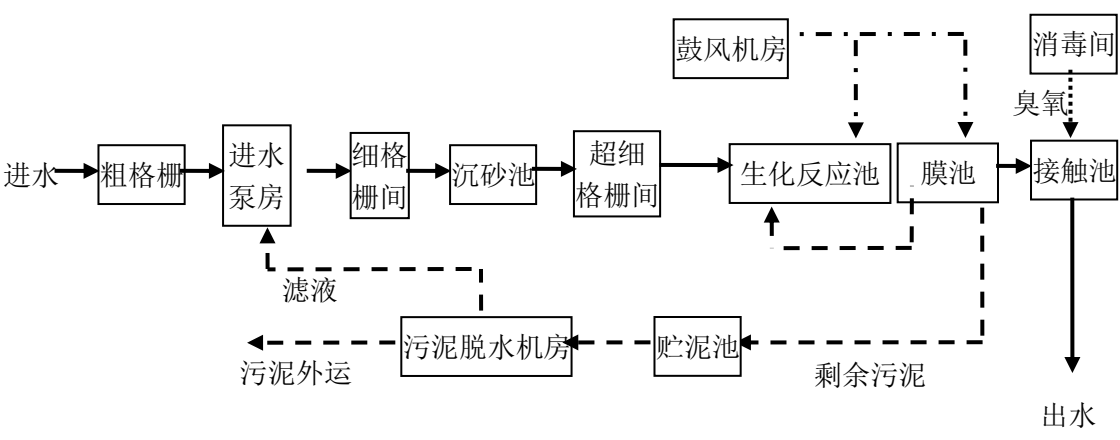 鼓风机房
消毒间
臭氧
进水
粗格栅
进水
泵房
细格
栅间
沉砂池
超细
格栅间
生化反应池
膜池
接触池
滤液
污泥脱水机房
贮泥池
污泥外运
剩余污泥
出水